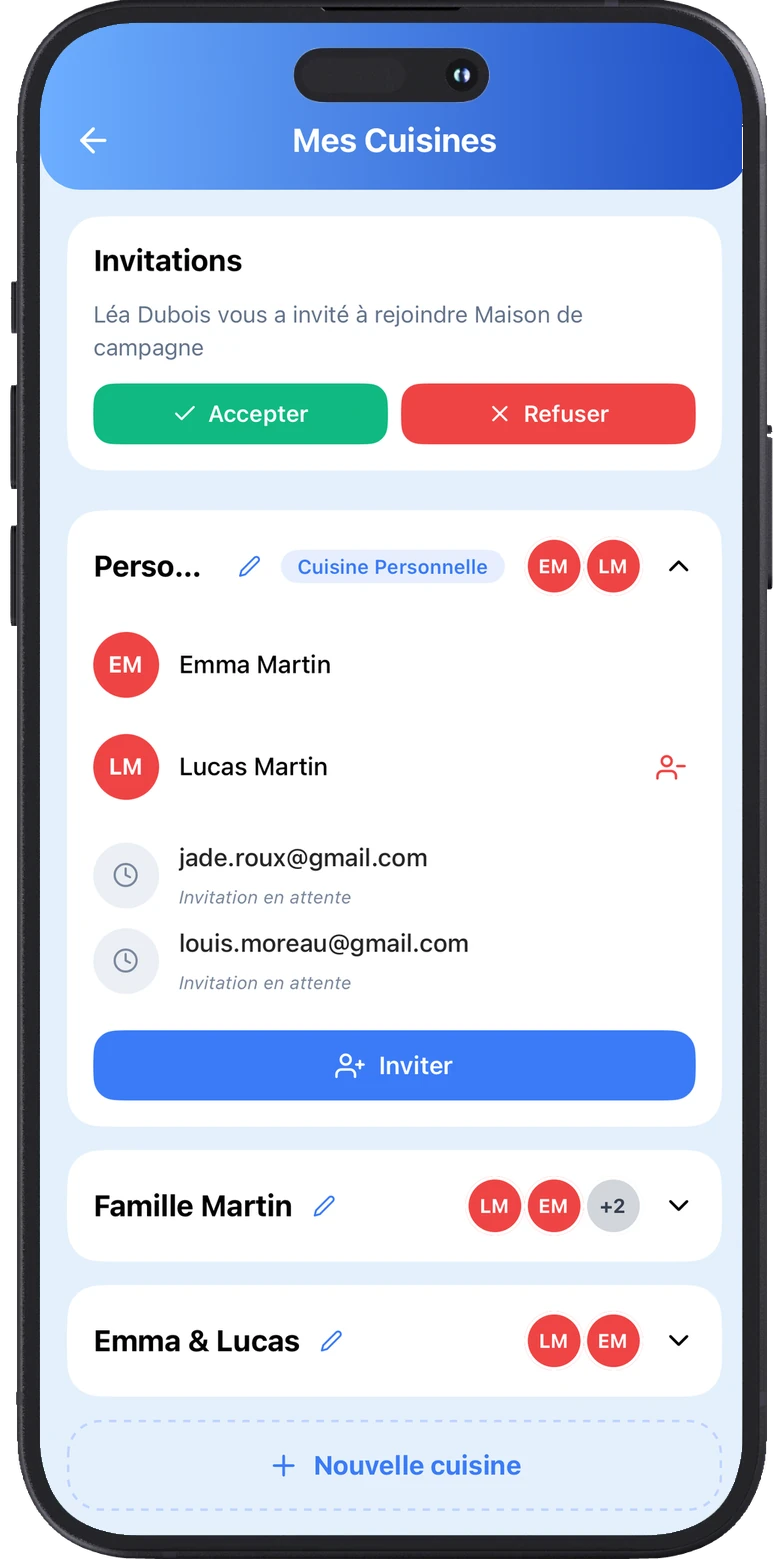 Mes Cuisines
Invitations
Léa Dubois vous a invité à rejoindre Maison de
campagne
Accepter
Refuser
Perso...
Cuisine Personnelle
EM
LM
EM
Emma Martin
LM
Lucas Martin
jade.roux@gmail.com
Invitation en attente
louis.moreau@gmail.com
Invitation en attente
Inviter
Famille Martin
LM
EM
+2
Emma & Lucas
LM
EM
Nouvelle cuisine